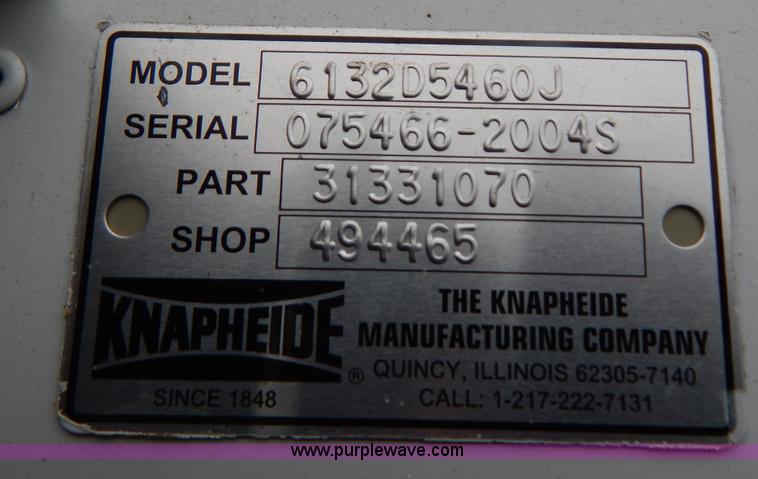 MODEL 6132D5460J
SERIAL 075466-2004S
PART 31331070
SHOP 494465
KNAPHEIDE ®
SINCE 1848
THE KNAPHEIDE
MANUFACTURING COMPANY
QUINCY, ILLINOIS 62305-7140
CALL: 1-217-222-7131
www.purplewave.com